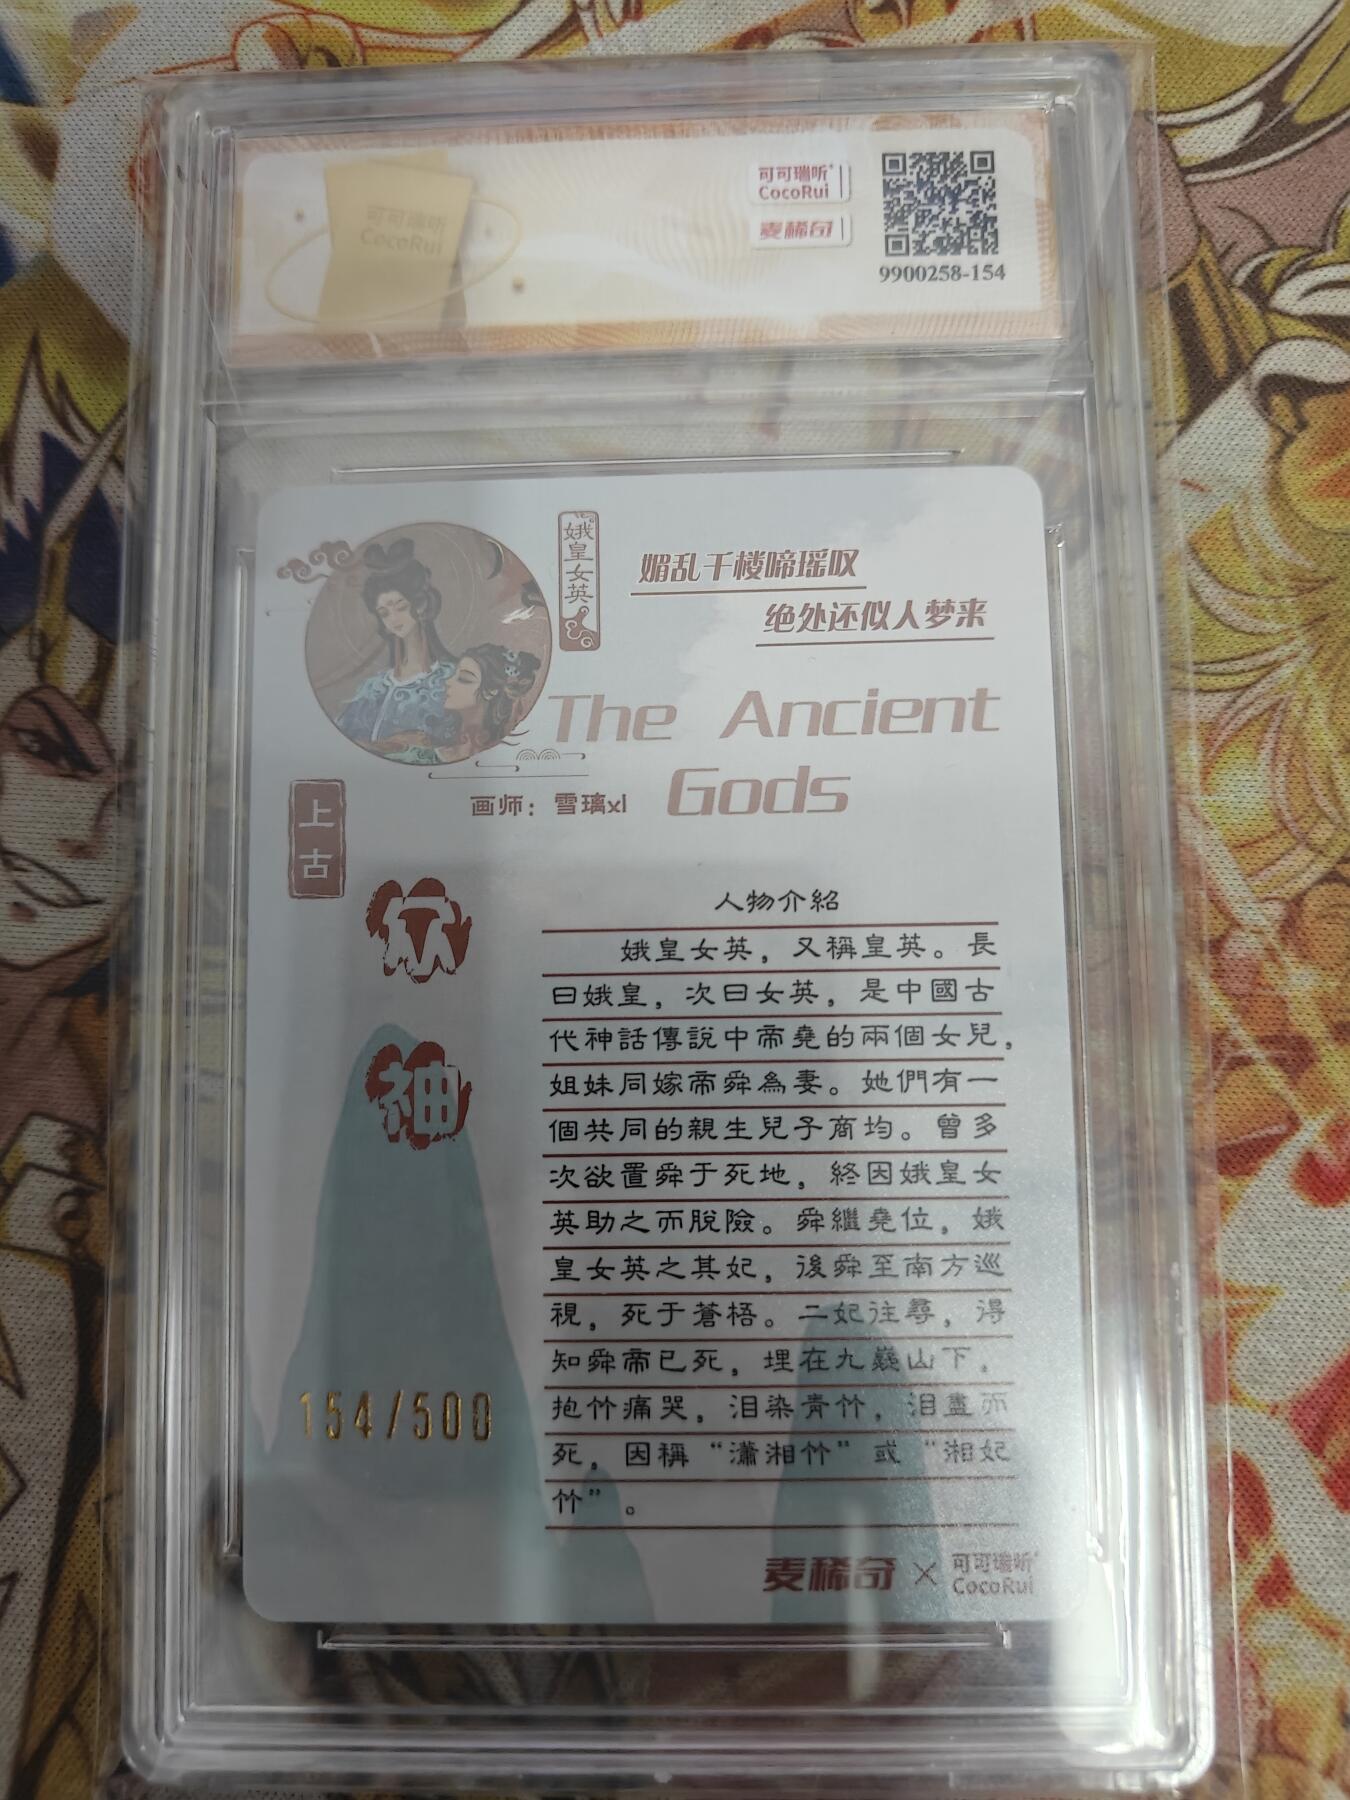 可可瑞昕
CocoRui
可可瑞昕
CocoRui
麦稀奇
9900258-154
娥皇女英
媚乱千楼啼瑶叹
绝处还似人梦来
The Ancient
Gods
画师：雪璃xl
上古
众神
人物介紹
娥皇女英，又稱皇英。長
曰娥皇，次曰女英，是中國古
代神話傳說中帝堯的兩個女兒，
姐妹同嫁帝舜為妻。她們有一
個共同的親生兒子商均。曾多
次欲置舜于死地，終因娥皇女
英助之而脫險。舜繼堯位，娥
皇女英之其妃，後舜至南方巡
視，死于蒼梧。二妃往尋，得
知舜帝已死，埋在九嶷山下，
抱竹痛哭，泪染青竹，泪盡而
死，因稱“瀟湘竹”或“湘妃
竹”。
154/500
麦稀奇×可可瑞昕
CocoRui